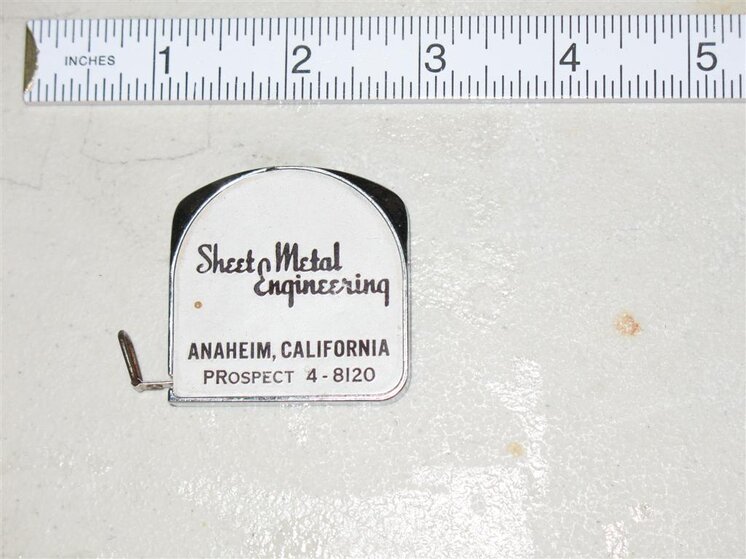 INCHES 1 2 3 4 5
Sheet Metal
Engineering
ANAHEIM, CALIFORNIA
PROSPECT 4-8120